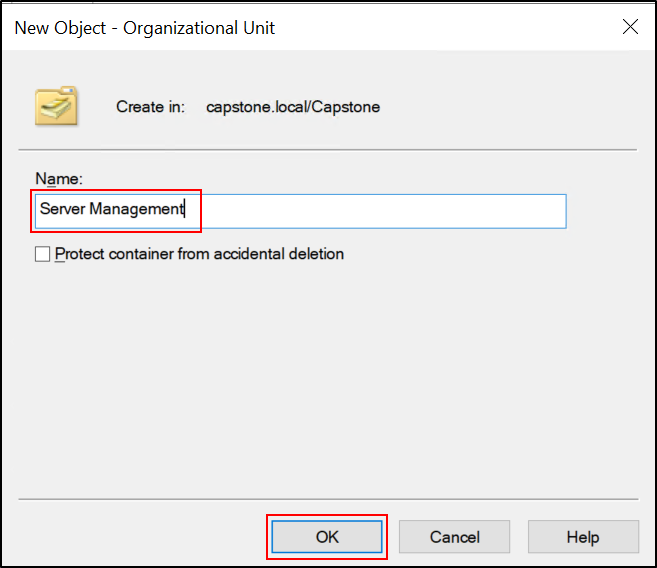 New Object - Organizational Unit
Create in: capstone.local/Capstone
Name:
Server Management
Protect container from accidental deletion
OK Cancel Help